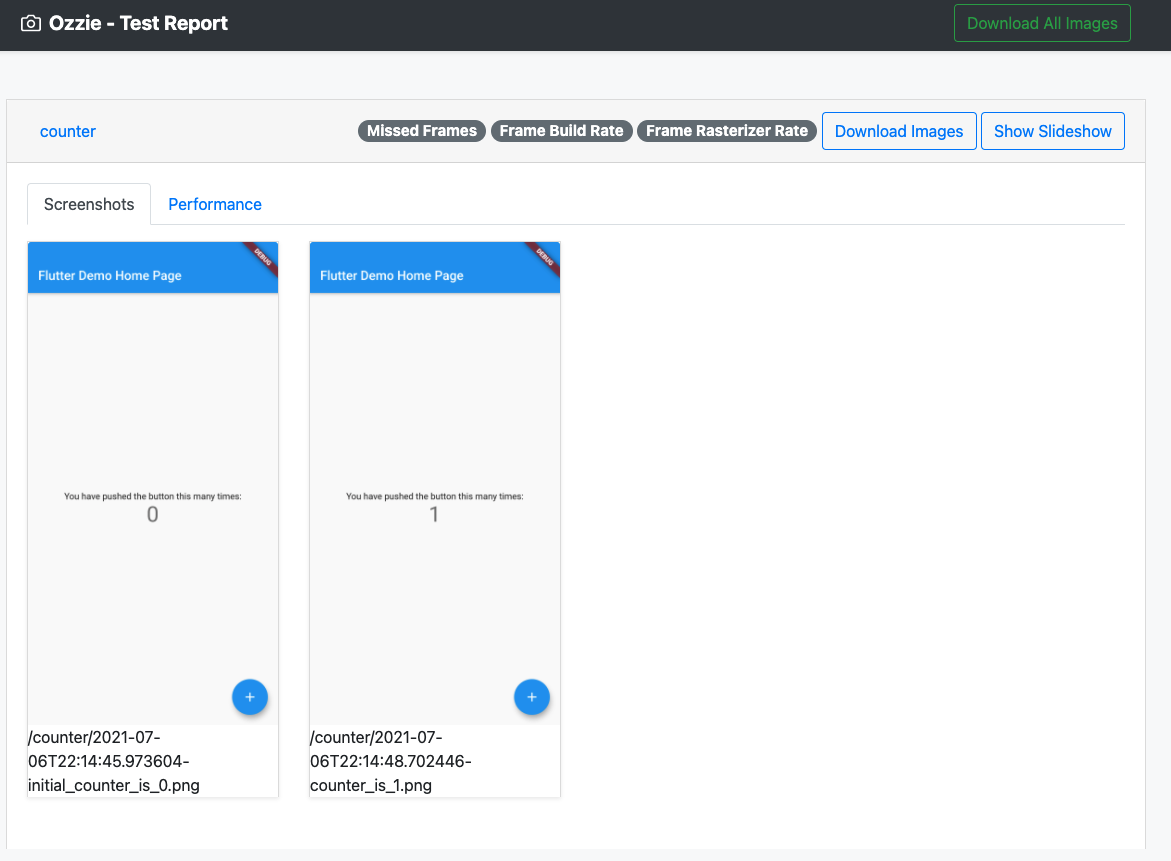 Ozzie - Test Report
Download All Images
counter
Missed Frames
Frame Build Rate
Frame Rasterizer Rate
Download Images
Show Slideshow
Screenshots
Performance
DEBUG
Flutter Demo Home Page
You have pushed the button this many times:
0
+
/counter/2021-07-
06T22:14:45.973604-
initial_counter_is_0.png
DEBUG
Flutter Demo Home Page
You have pushed the button this many times:
1
+
/counter/2021-07-
06T22:14:48.702446-
counter_is_1.png